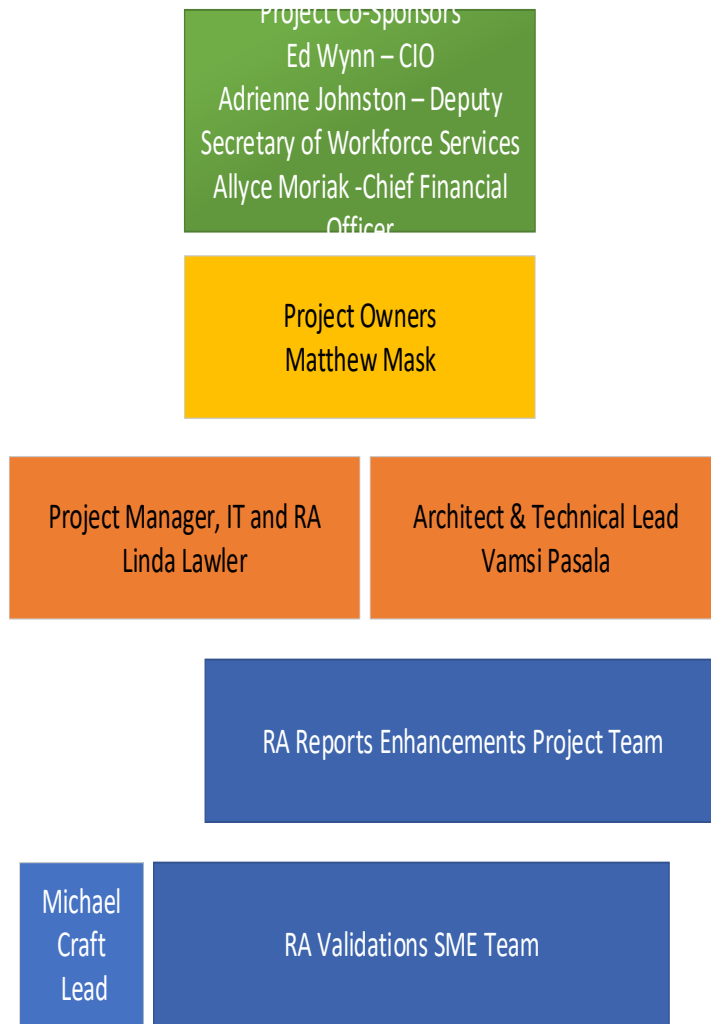 Project Co-Sponsors
Ed Wynn – CIO
Adrienne Johnston – Deputy
Secretary of Workforce Services
Allyce Moriak -Chief Financial
Officer
Project Owners
Matthew Mask
Project Manager, IT and RA
Linda Lawler
Architect & Technical Lead
Vamsi Pasala
RA Reports Enhancements Project Team
Michael
Craft
Lead
RA Validations SME Team